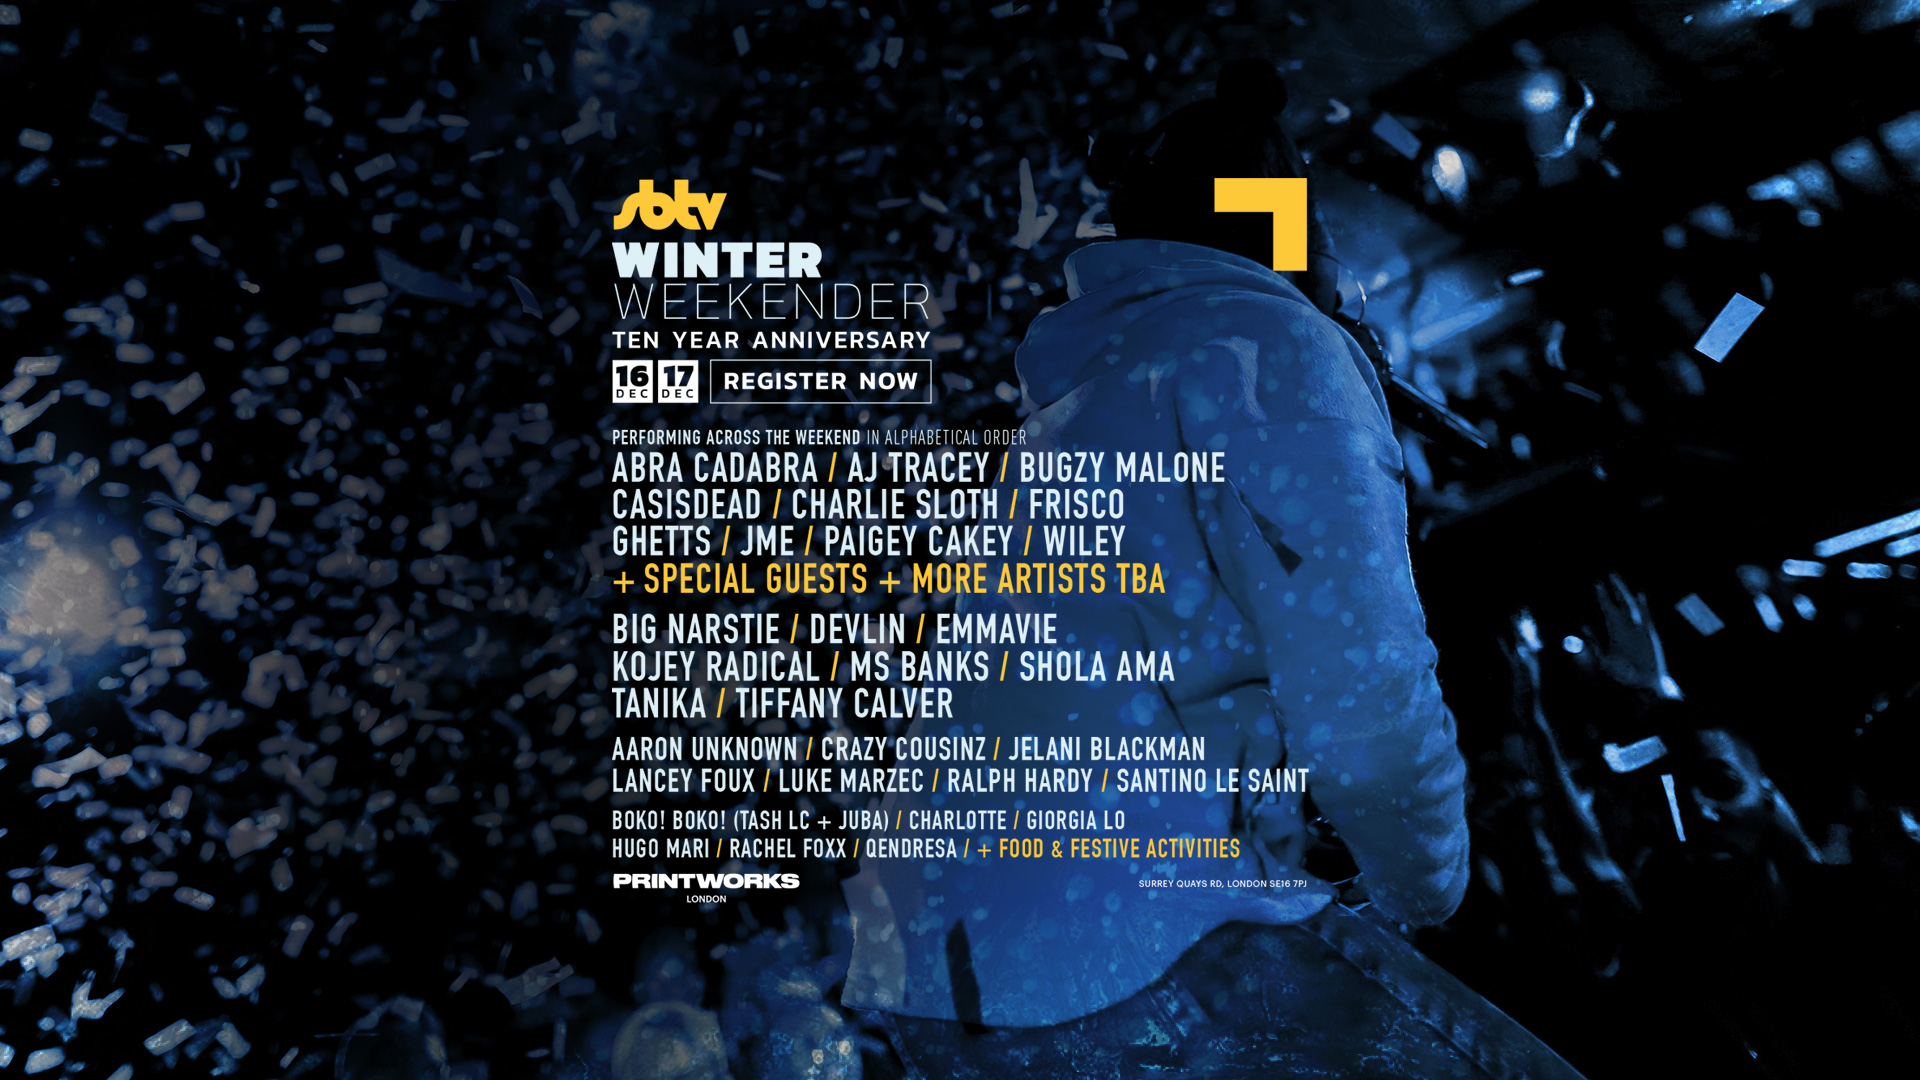 sbtv
WINTER
WEEKENDER
TEN YEAR ANNIVERSARY
16 DEC 17 DEC REGISTER NOW
PERFORMING ACROSS THE WEEKEND IN ALPHABETICAL ORDER
ABRA CADABRA / AJ TRACEY / BUGZY MALONE
CASISDEAD / CHARLIE SLOTH / FRISCO
GHETTS / JME / PAIGEY CAKEY / WILEY
+ SPECIAL GUESTS + MORE ARTISTS TBA
BIG NARSTIE / DEVLIN / EMMAVIE
KOJEY RADICAL / MS BANKS / SHOLA AMA
TANIKA / TIFFANY CALVER
AARON UNKNOWN / CRAZY COUSINZ / JELANI BLACKMAN
LANCEY FOUX / LUKE MARZEC / RALPH HARDY / SANTINO LE SAINT
BOKO! BOKO! (TASH LC + JUBA) / CHARLOTTE / GIORGIA LO
HUGO MARI / RACHEL FOXX / QENDRESA / + FOOD & FESTIVE ACTIVITIES
PRINTWORKS
LONDON
SURREY QUAYS RD, LONDON SE16 7PJ